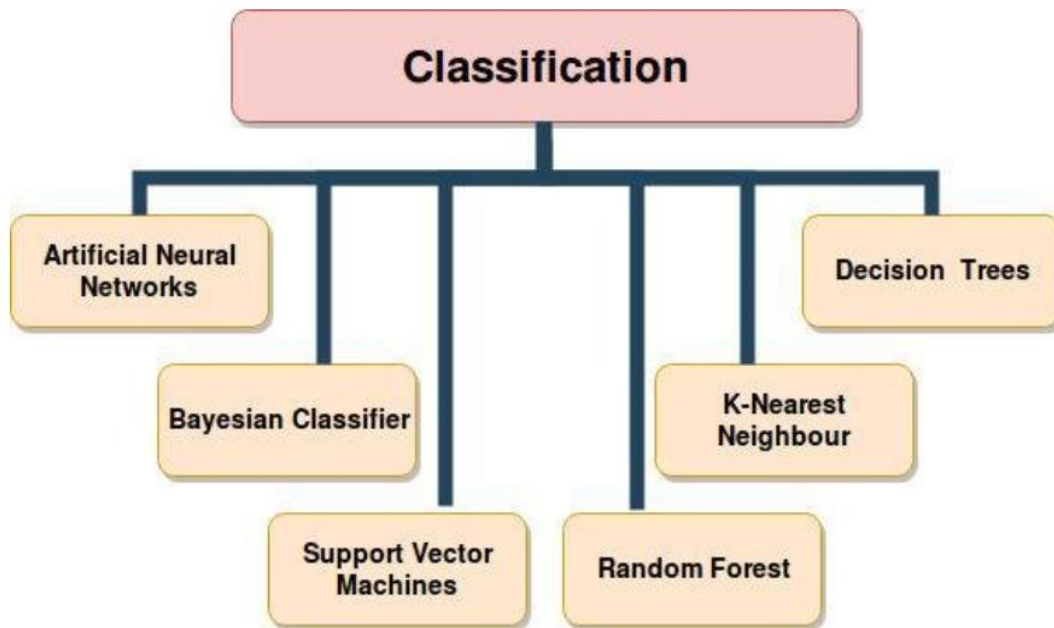 Classification
Artificial Neural
Networks
Decision Trees
Bayesian Classifier
K-Nearest
Neighbour
Support Vector
Machines
Random Forest